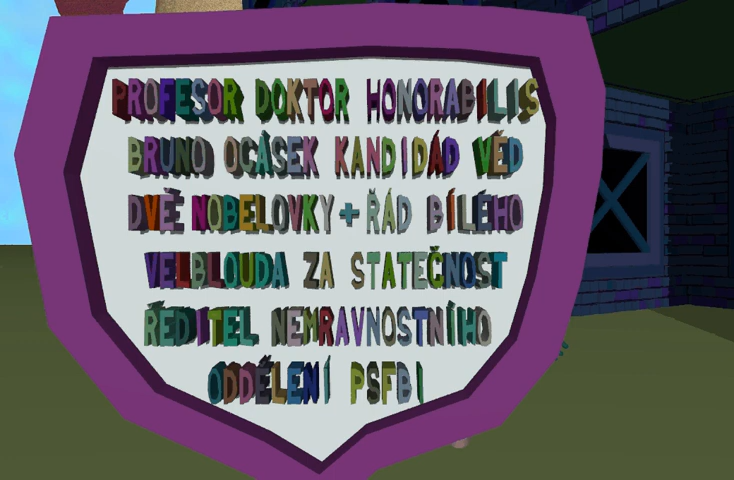 PROFESOR DOKTOR HONORABILIS
BRUNO OCÁSEK KANDIDÁD VĚD
DVĚ NOBELOVKY + ŘÁD BÍLÉHO
VELBLOUDA ZA STATEČNOST
ŘEDITEL NEMRAVNOSTNÍHO
ODDĚLENÍ PSFBI